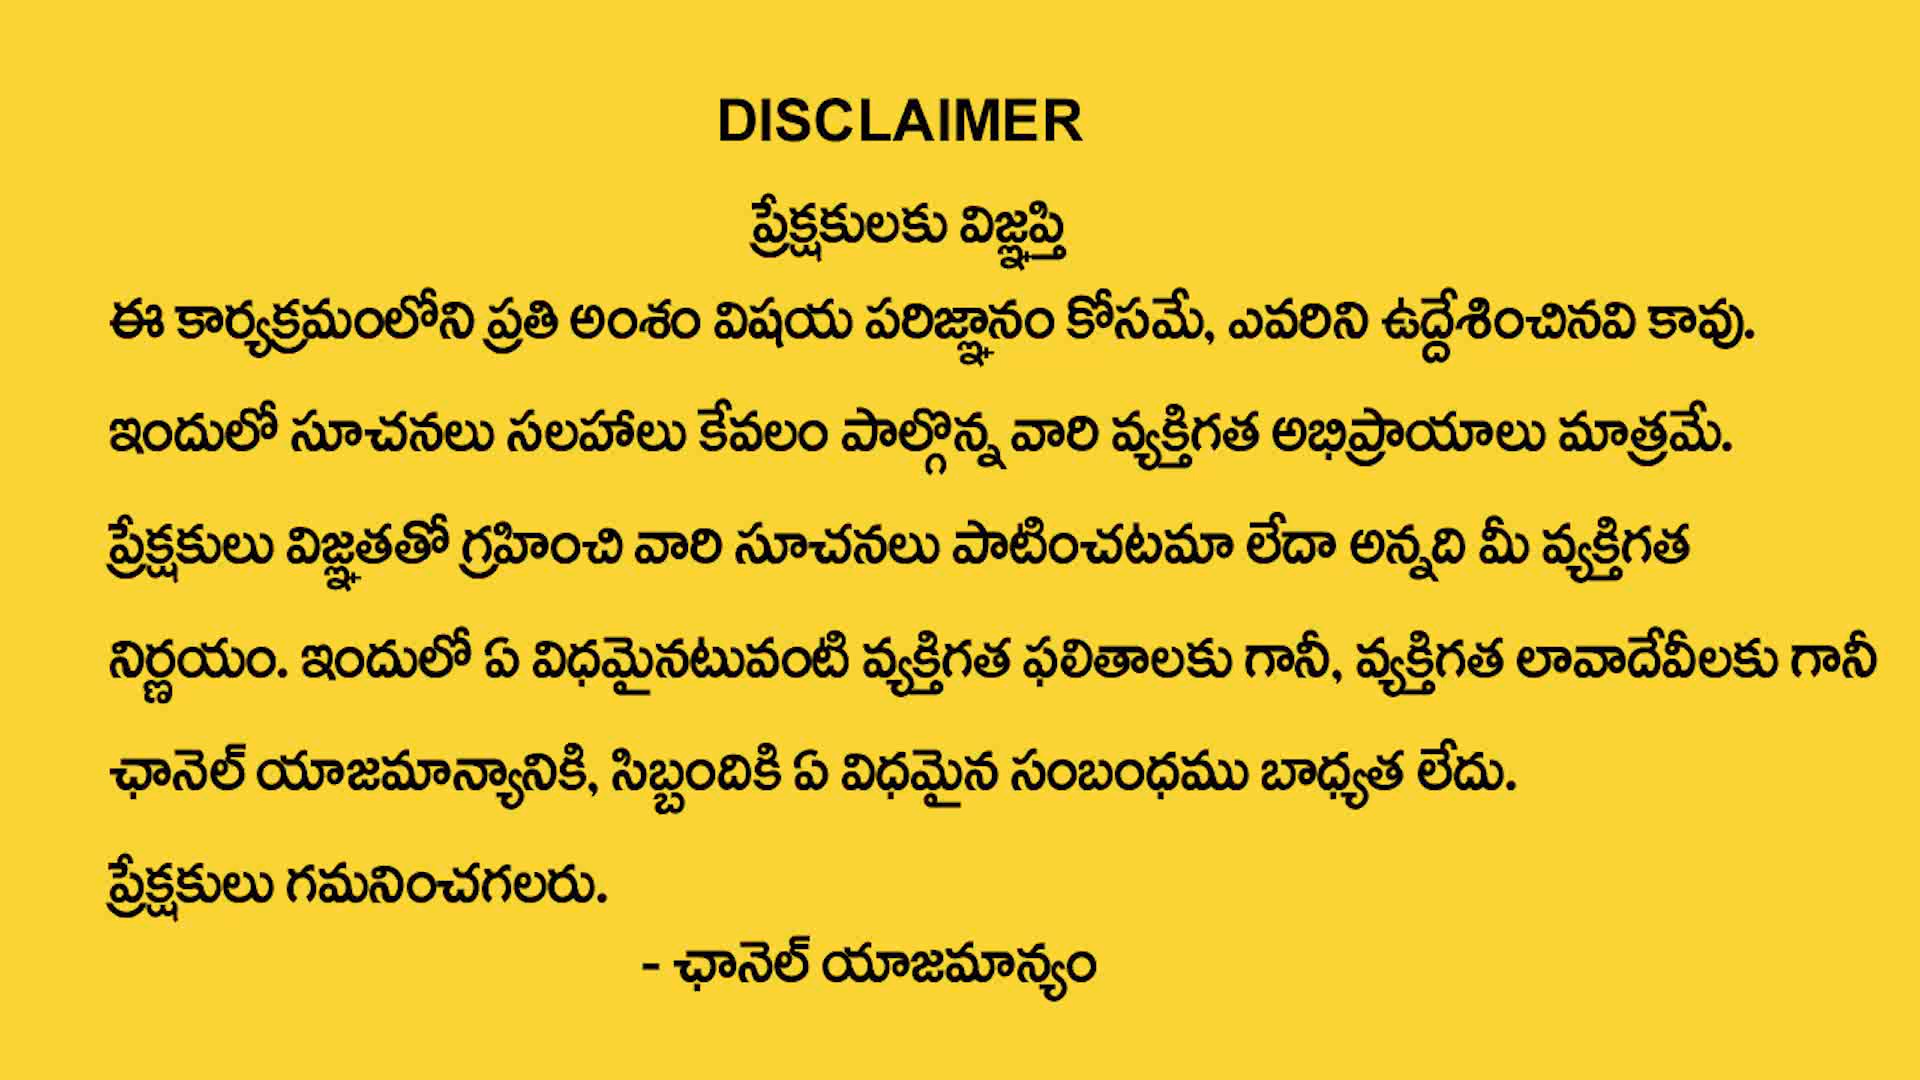 DISCLAIMER
ప్రేక్షకులకు విజ్ఞప్తి
ఈ కార్యక్రమంలోని ప్రతి అంశం విషయ పరిజ్ఞానం కోసమే, ఎవరిని ఉద్దేశించినవి కావు.
ఇందులో సూచనలు సలహాలు కేవలం పాల్గొన్న వారి వ్యక్తిగత అభిప్రాయాలు మాత్రమే.
ప్రేక్షకులు విజ్ఞతతో గ్రహించి వారి సూచనలు పాటించటమా లేదా అన్నది మీ వ్యక్తిగత
నిర్ణయం. ఇందులో ఏ విధమైనటువంటి వ్యక్తిగత ఫలితాలకు గానీ, వ్యక్తిగత లావాదేవీలకు గానీ
ఛానెల్ యాజమాన్యానికి, సిబ్బందికి ఏ విధమైన సంబంధము బాధ్యత లేదు.
ప్రేక్షకులు గమనించగలరు.
- ఛానెల్ యాజమాన్యం